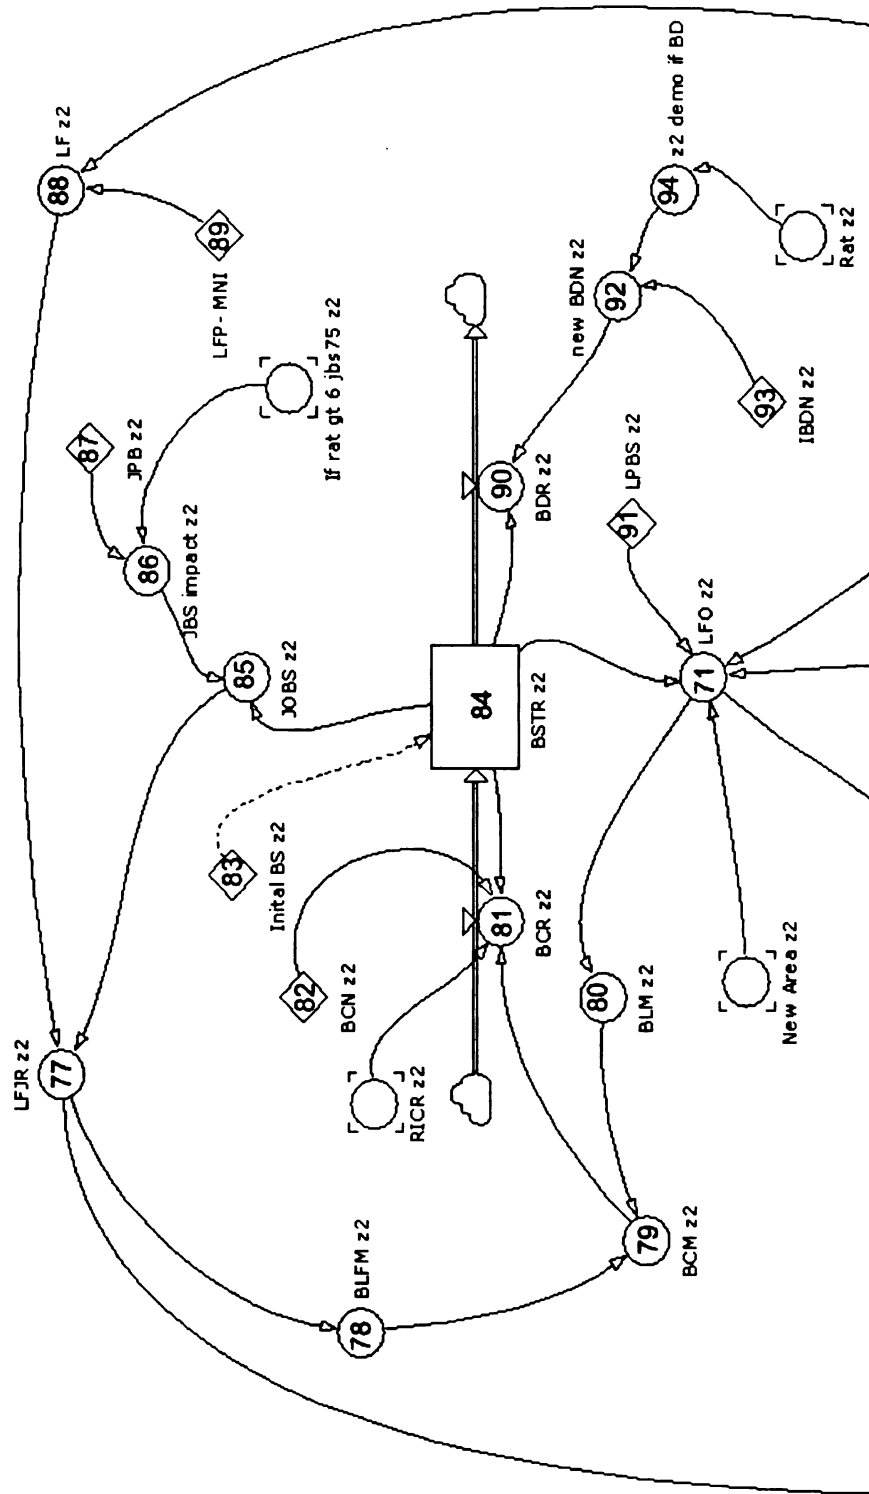 LFJR z2
77
88
LF z2
87
JPB z2
86
JBS impact z2
89
LFP- MNI
83
85
Inital BS z2
JOBS z2
82
If rat gt 6 jbs75 z2
BCN z2
78
BLFM z2
RICR z2
84
81
90
BCR z2
BSTR z2
BDR z2
new BDN z2
80
92
91
LPBS z2
79
BLM z2
94
z2 demo if BD
BCM z2
71
LFO z2
93
IBDN z2
New Area z2
Rat z2